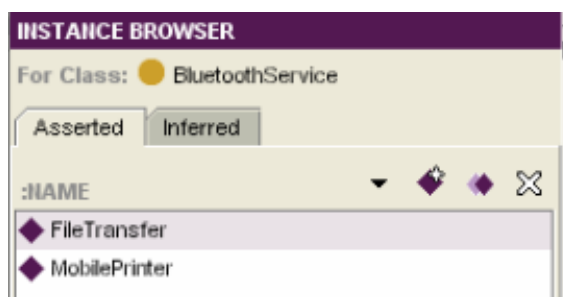 INSTANCE BROWSER
For Class: BluetoothService
Asserted Inferred
:NAME
FileTransfer
MobilePrinter